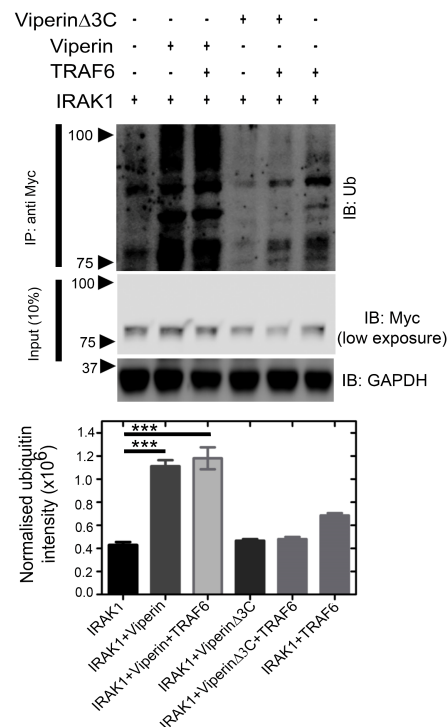 ViperinΔ3C - - - + + -
Viperin - + + - - -
TRAF6 - - + - + +
IRAK1 + + + + + +
100
IP: anti Myc
75
IB: Ub
100
Input (10%)
75
IB: Myc
(low exposure)
37
IB: GAPDH
Normalised ubiquitin
intensity (x10⁶)
1.4
1.2
1.0
0.8
0.6
0.4
0.2
0.0
***
***
IRAK1
IRAK1+Viperin
IRAK1+Viperin+TRAF6
IRAK1+ViperinΔ3C
IRAK1+ViperinΔ3C+TRAF6
IRAK1+TRAF6